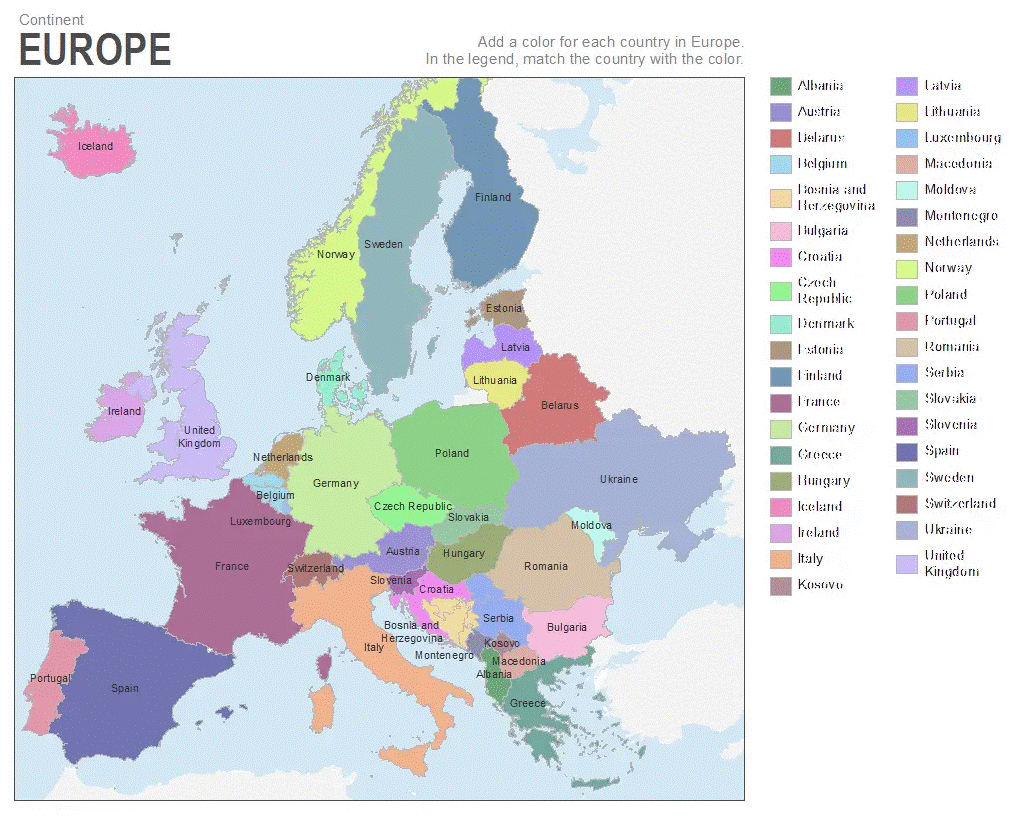 Continent
EUROPE
Add a color for each country in Europe.
In the legend, match the country with the color.
Iceland
Finland
Sweden
Norway
Estonia
Latvia
Denmark
Lithuania
Belarus
Ireland
United
Kingdom
Netherlands
Poland
Germany
Ukraine
Belgium
Czech Republic
Slovakia
Luxembourg
Moldova
Austria
Hungary
France
Switzerland
Romania
Slovenia
Croatia
Serbia
Bosnia and
Herzegovina
Bulgaria
Italy
Kosovo
Montenegro
Macedonia
Albania
Portugal
Spain
Greece
Albania
Austria
Belarus
Belgium
Bosnia and
Herzegovina
Bulgaria
Croatia
Czech
Republic
Denmark
Estonia
Finland
France
Germany
Greece
Hungary
Iceland
Ireland
Italy
Kosovo
Latvia
Lithuania
Luxembourg
Macedonia
Moldova
Montenegro
Netherlands
Norway
Poland
Portugal
Romania
Serbia
Slovakia
Slovenia
Spain
Sweden
Switzerland
Ukraine
United
Kingdom